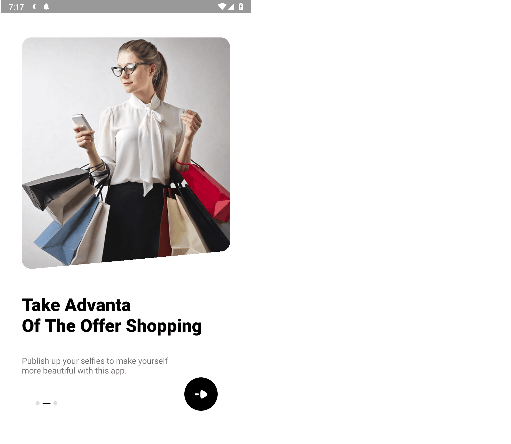 7:17
Take Advanta
Of The Offer Shopping
Publish up your selfies to make yourself
more beautiful with this app.